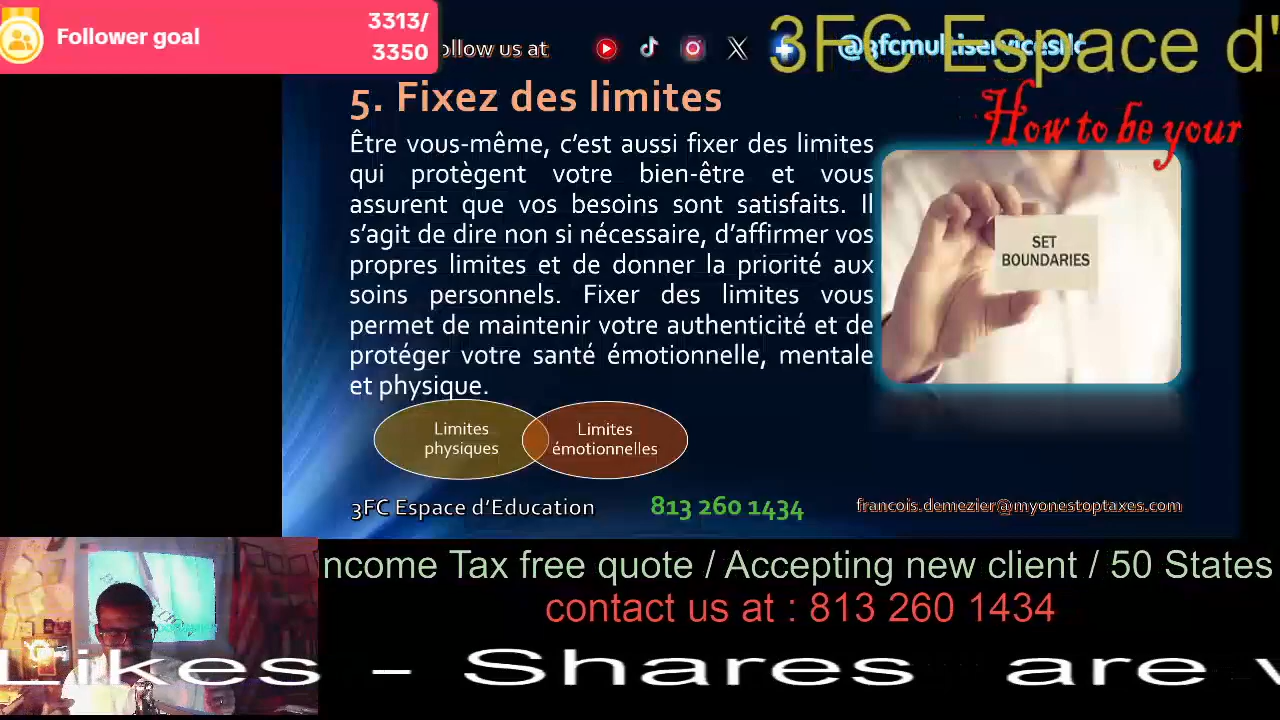 Follower goal
3313/
3350
ollow us at
@3fcmultiservicesllc
3FC Espace d'
How to be your
5. Fixez des limites
Être vous-même, c’est aussi fixer des limites
qui protègent votre bien-être et vous
assurent que vos besoins sont satisfaits. Il
s’agit de dire non si nécessaire, d’affirmer vos
propres limites et de donner la priorité aux
soins personnels. Fixer des limites vous
permet de maintenir votre authenticité et de
protéger votre santé émotionnelle, mentale
et physique.
SET
BOUNDARIES
Limites
physiques
Limites
émotionnelles
3FC Espace d’Education
813 260 1434
francois.demezier@myonestoptaxes.com
ncome Tax free quote / Accepting new client / 50 States
contact us at : 813 260 1434
Likes - Shares are